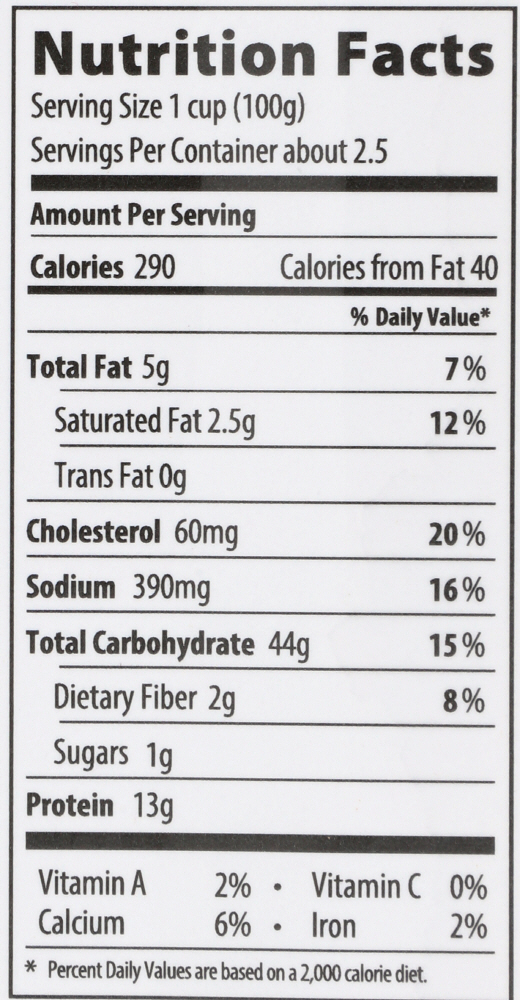 Nutrition Facts
Serving Size 1 cup (100g)
Servings Per Container about 2.5
Amount Per Serving
Calories 290 Calories from Fat 40
% Daily Value*
Total Fat 5g 7%
Saturated Fat 2.5g 12%
Trans Fat 0g
Cholesterol 60mg 20%
Sodium 390mg 16%
Total Carbohydrate 44g 15%
Dietary Fiber 2g 8%
Sugars 1g
Protein 13g
Vitamin A 2% • Vitamin C 0%
Calcium 6% • Iron 2%
* Percent Daily Values are based on a 2,000 calorie diet.